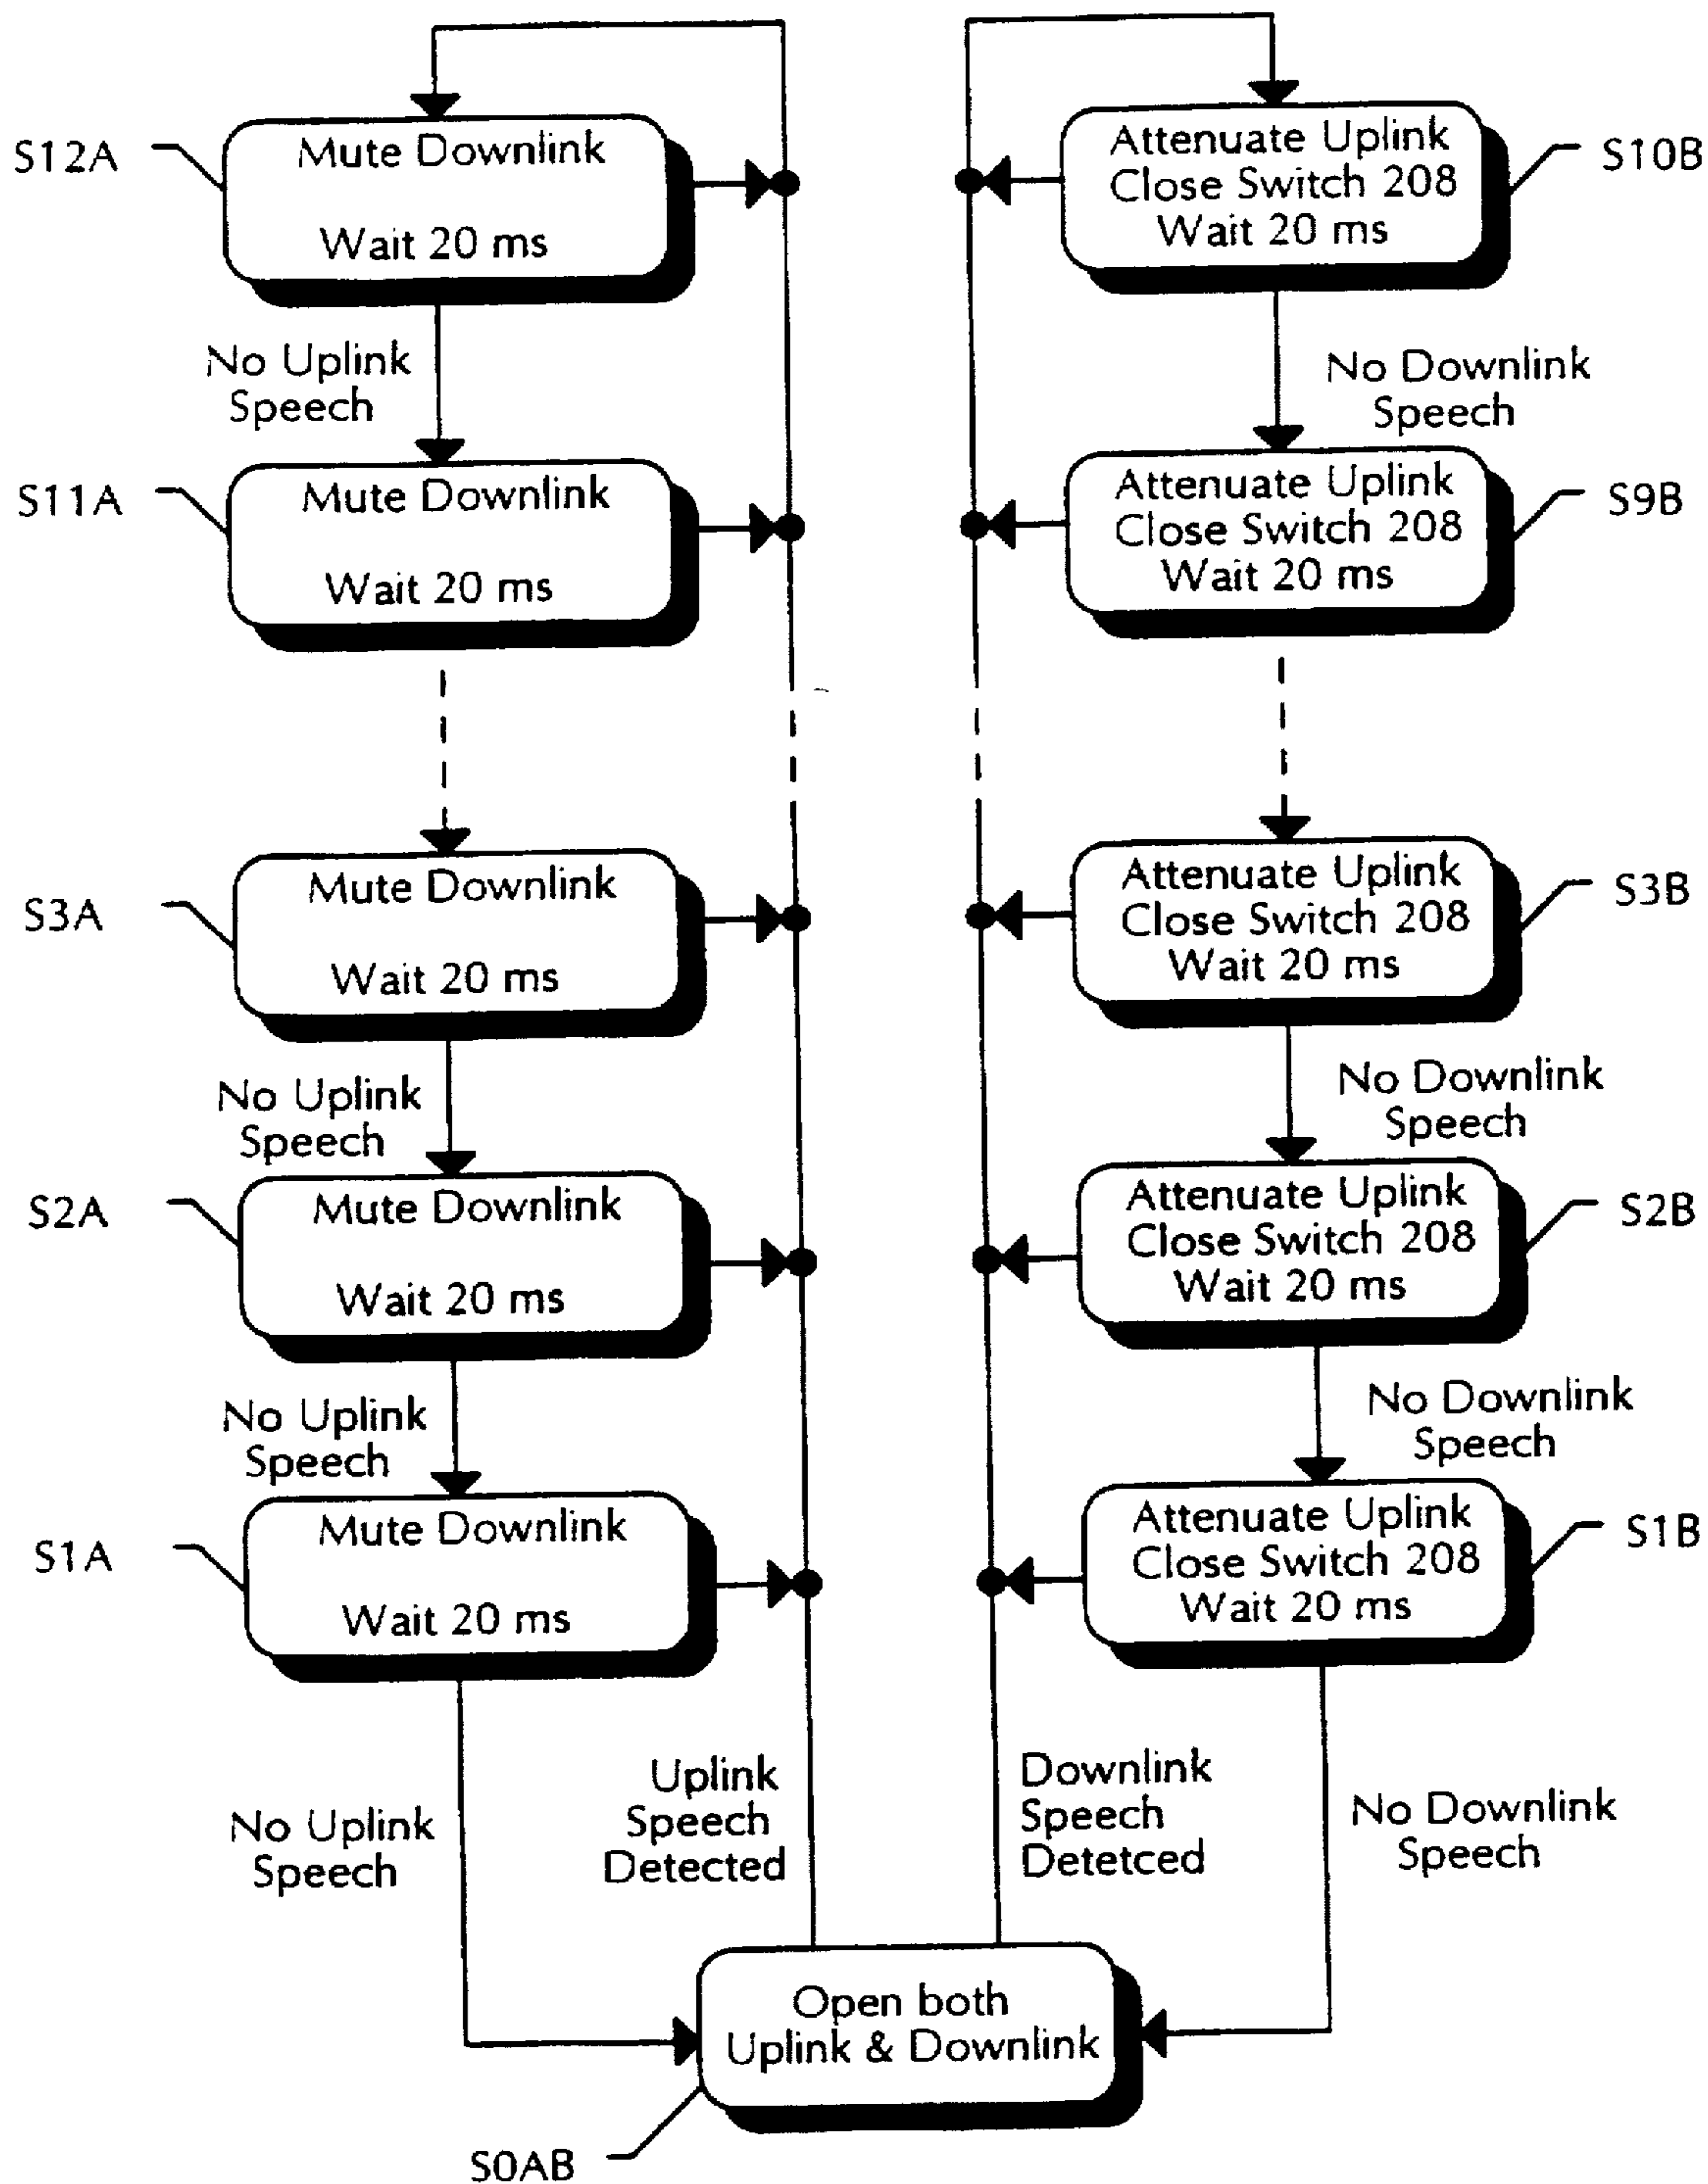 S12A
Mute Downlink
Wait 20 ms
Attenuate Uplink
Close Switch 208
Wait 20 ms
S10B
No Uplink
Speech
No Downlink
Speech
S11A
Mute Downlink
Wait 20 ms
Attenuate Uplink
Close Switch 208
Wait 20 ms
S9B
S3A
Mute Downlink
Wait 20 ms
Attenuate Uplink
Close Switch 208
Wait 20 ms
S3B
No Uplink
Speech
No Downlink
Speech
S2A
Mute Downlink
Wait 20 ms
Attenuate Uplink
Close Switch 208
Wait 20 ms
S2B
No Uplink
Speech
No Downlink
Speech
S1A
Mute Downlink
Wait 20 ms
Attenuate Uplink
Close Switch 208
Wait 20 ms
S1B
No Uplink
Speech
Uplink
Speech
Detected
Downlink
Speech
Detetced
No Downlink
Speech
Open both
Uplink & Downlink
S0AB